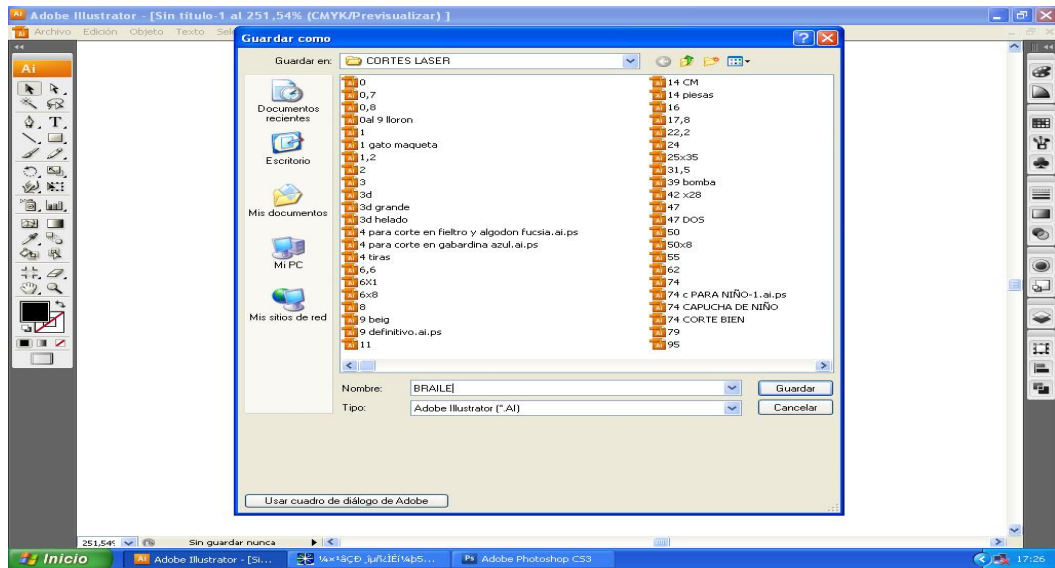 Adobe Illustrator - [Sin título-1 al 251,54% (CMYK/Previsualizar) ]
Archivo Edición Objeto Texto Sel
Guardar como
Guardar en: CORTES LASER
Ai
Documentos recientes
Escritorio
Mis documentos
Mi PC
Mis sitios de red
0
0,7
0,8
0al 9 lloron
1
1 gato maqueta
1,2
2
3
3d
3d grande
3d helado
4 para corte en fieltro y algodon fucsia.ai.ps
4 para corte en gabardina azul.ai.ps
4 tiras
6,6
6X1
6x8
8
9 beig
9 definitivo.ai.ps
11
14 CM
14 piesas
16
17,8
22,2
24
25x35
31,5
39 bomba
42 x28
47
47 DOS
50
50x8
55
62
74
74 c PARA NIÑO-1.ai.ps
74 CAPUCHA DE NIÑO
74 CORTE BIEN
79
95
Nombre: BRAILE Guardar
Tipo: Adobe Illustrator (*.AI) Cancelar
Usar cuadro de diálogo de Adobe
251,54% Sin guardar nunca
Inicio Adobe Illustrator - [Si... Adobe Photoshop CS3 17:26